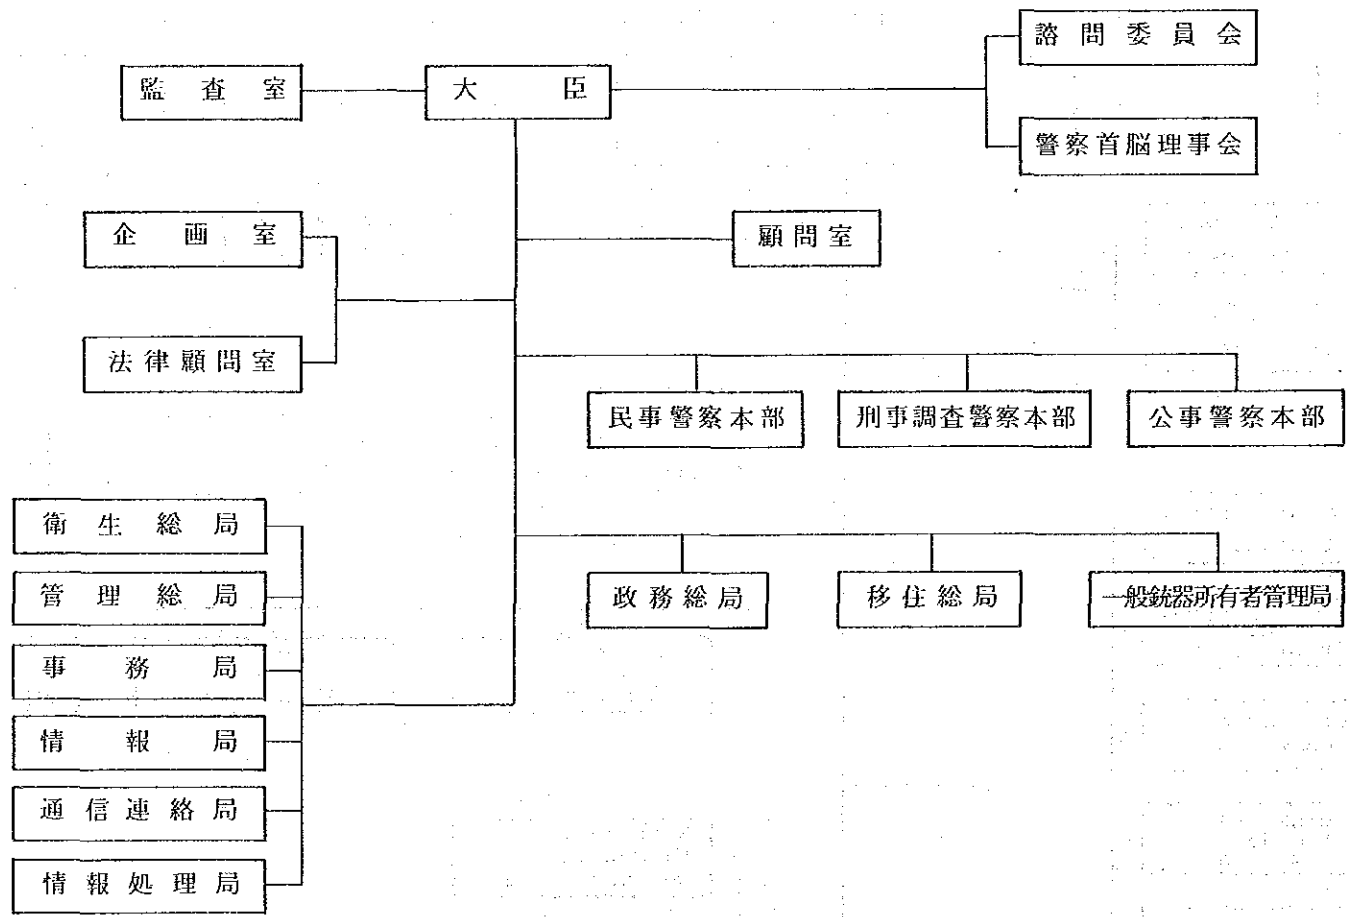 諮問委員会
監査室
大臣
警察首脳理事会
企画室
顧問室
法律顧問室
民事警察本部
刑事調査警察本部
公事警察本部
衛生総局
政務総局
移住総局
一般銃器所有者管理局
管理総局
事務局
情報局
通信連絡局
情報処理局